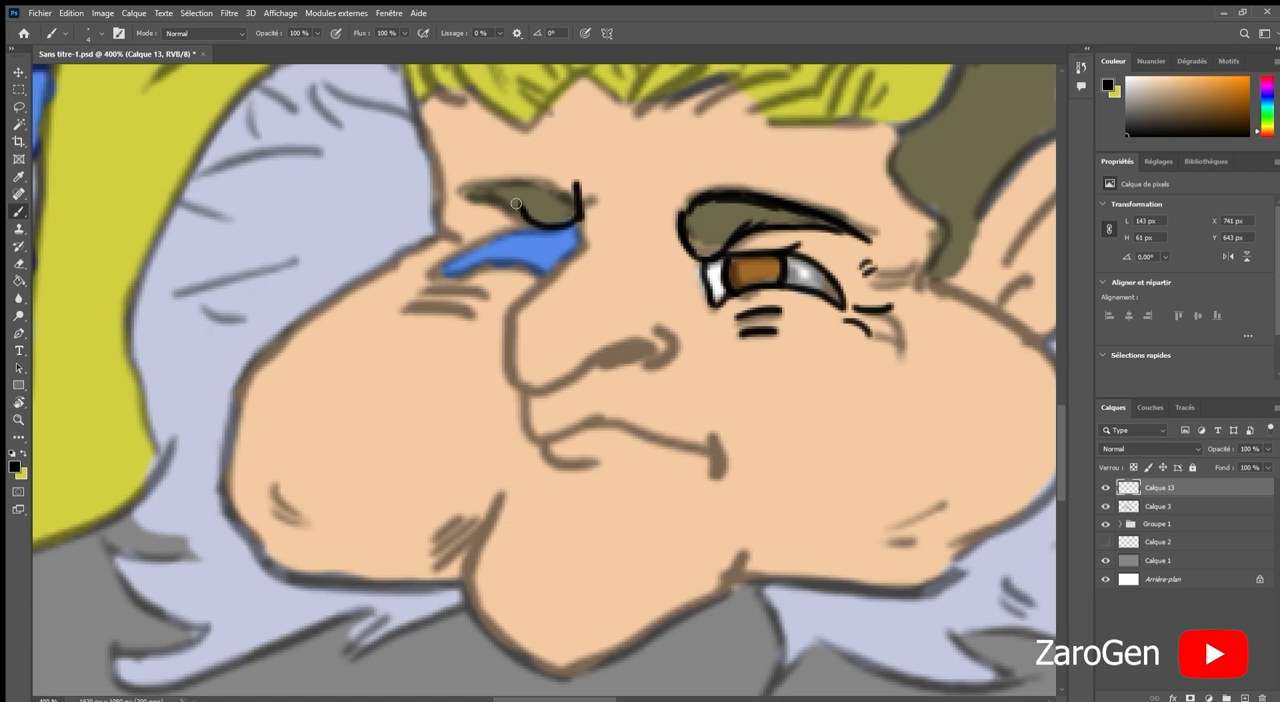 Ps Fichier Edition Image Calque Texte Sélection Filtre 3D Affichage Modules externes Fenêtre Aide
4 Mode : Normal Opacité : 100 % Flux : 100 % Lissage : 0 % 0°
Sans titre-1.psd @ 400% (Calque 13, RVB/8) * ×
Couleur Nuancier Dégradés Motifs
Propriétés Réglages Bibliothèques
Calque de pixels
Transformation
L 143 px X 741 px
H 61 px Y 643 px
0,00°
Aligner et répartir
Alignement :
Sélections rapides
Calques Couches Tracés
Type
Normal Opacité : 100 %
Verrou : Fond : 100 %
Calque 13
Calque 3
Groupe 1
Calque 2
Calque 1
Arrière-plan
ZaroGen
fx